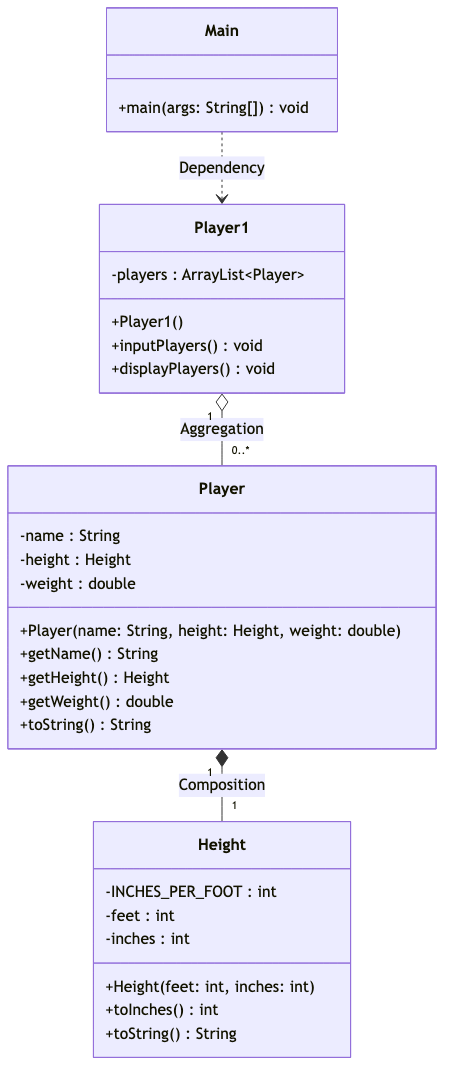 Main
+main(args: String[]) : void
Dependency
Player1
-players : ArrayList<Player>
+Player1()
+inputPlayers() : void
+displayPlayers() : void
1
Aggregation
0..*
Player
-name : String
-height : Height
-weight : double
+Player(name: String, height: Height, weight: double)
+getName() : String
+getHeight() : Height
+getWeight() : double
+toString() : String
1
Composition
1
Height
-INCHES_PER_FOOT : int
-feet : int
-inches : int
+Height(feet: int, inches: int)
+toInches() : int
+toString() : String